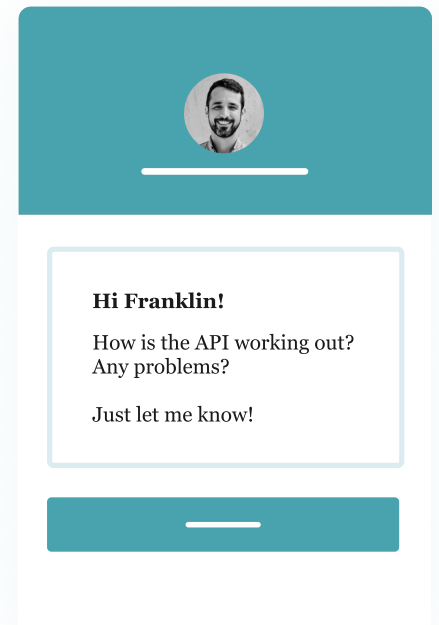 Hi Franklin!
How is the API working out?
Any problems?
Just let me know!